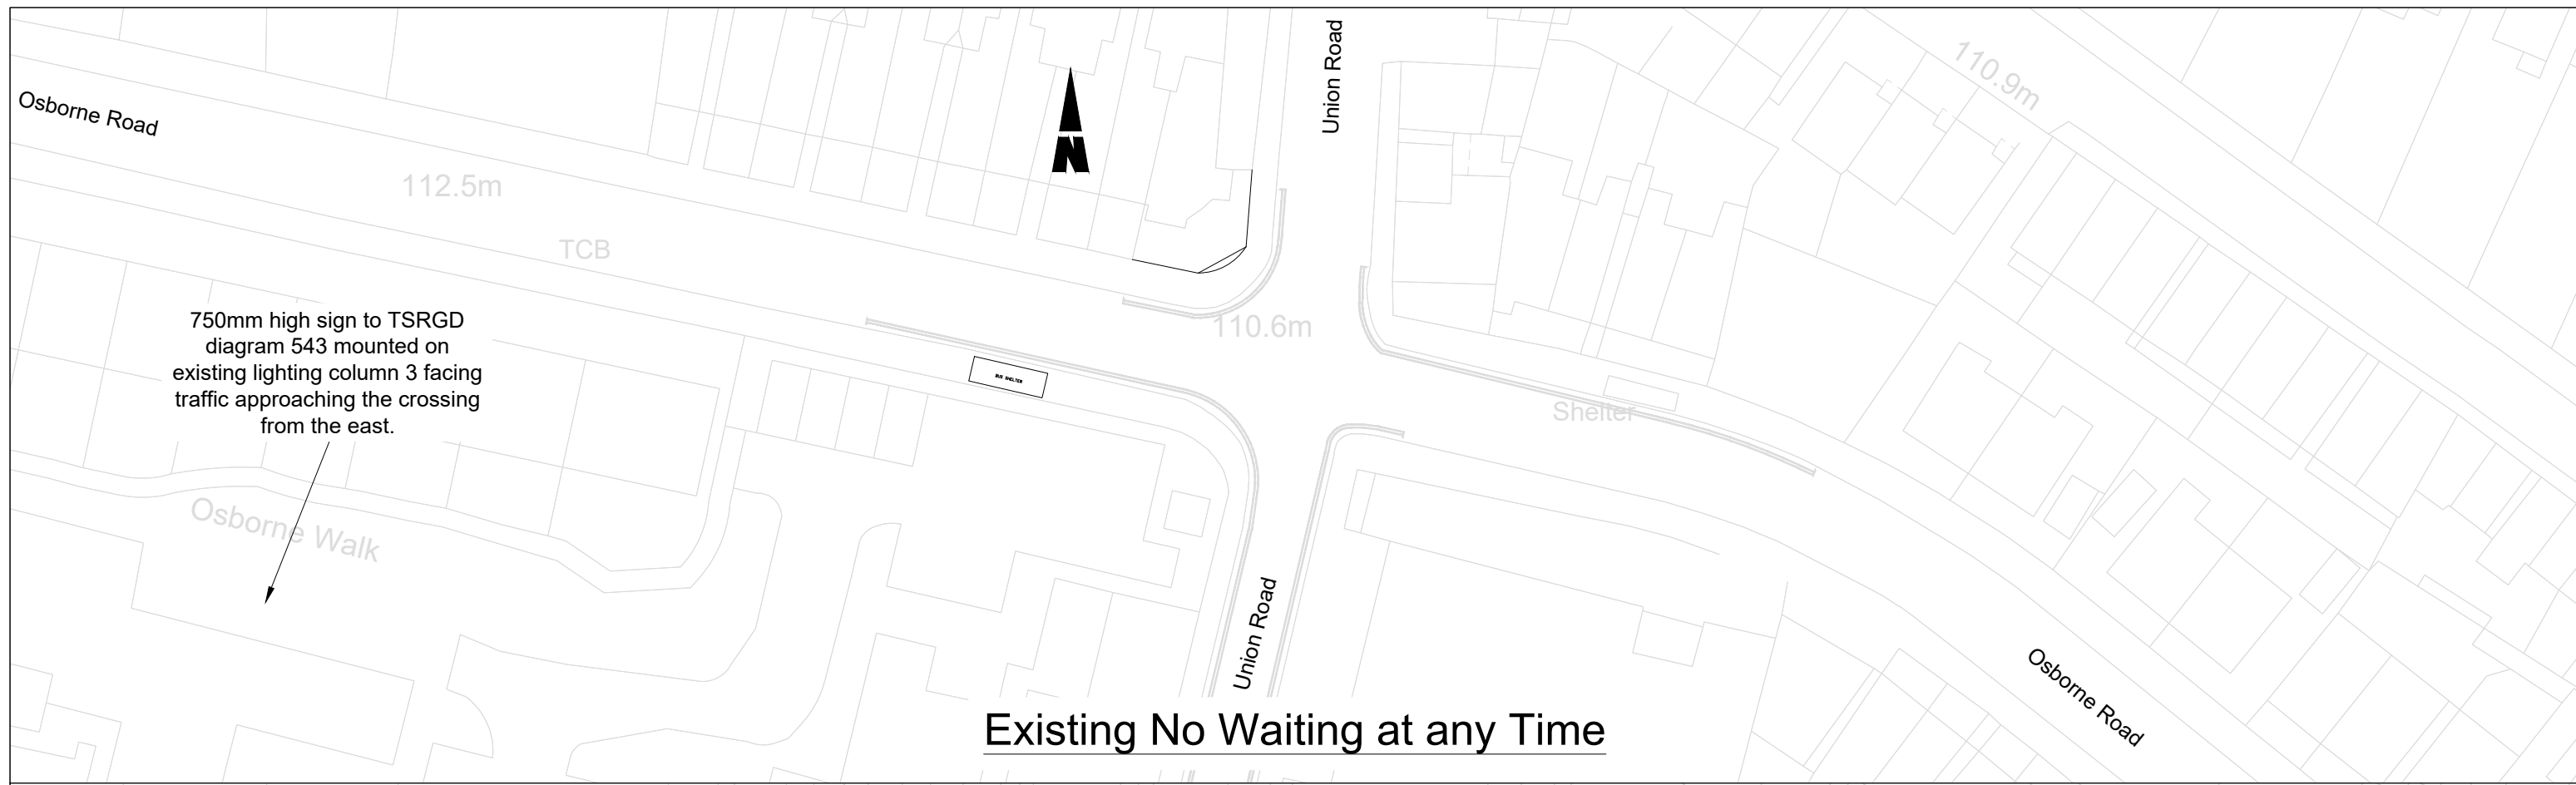 Osborne Road
112.5m
TCB
N
Union Road
110.9m
110.6m
750mm high sign to TSRGD
diagram 543 mounted on
existing lighting column 3 facing
traffic approaching the crossing
from the east.
BUS SHELTER
Shelter
Osborne Walk
Union Road
Osborne Road
Existing No Waiting at any Time